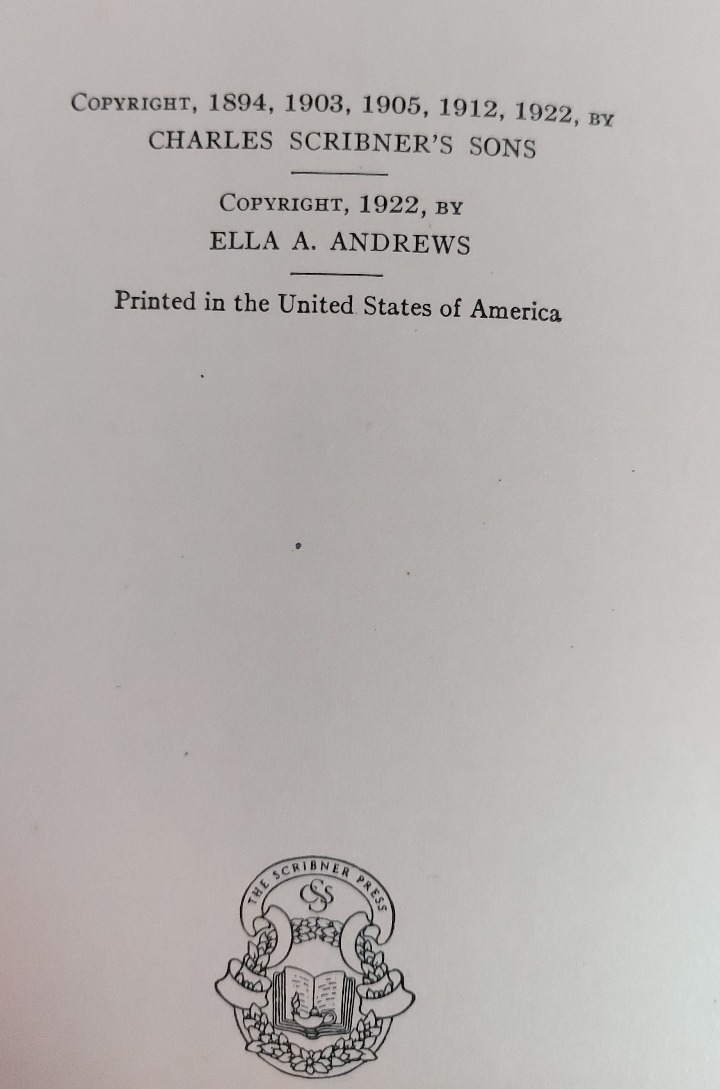 COPYRIGHT, 1894, 1903, 1905, 1912, 1922, BY
CHARLES SCRIBNER'S SONS
COPYRIGHT, 1922, BY
ELLA A. ANDREWS
Printed in the United States of America
THE SCRIBNER PRESS
CSS